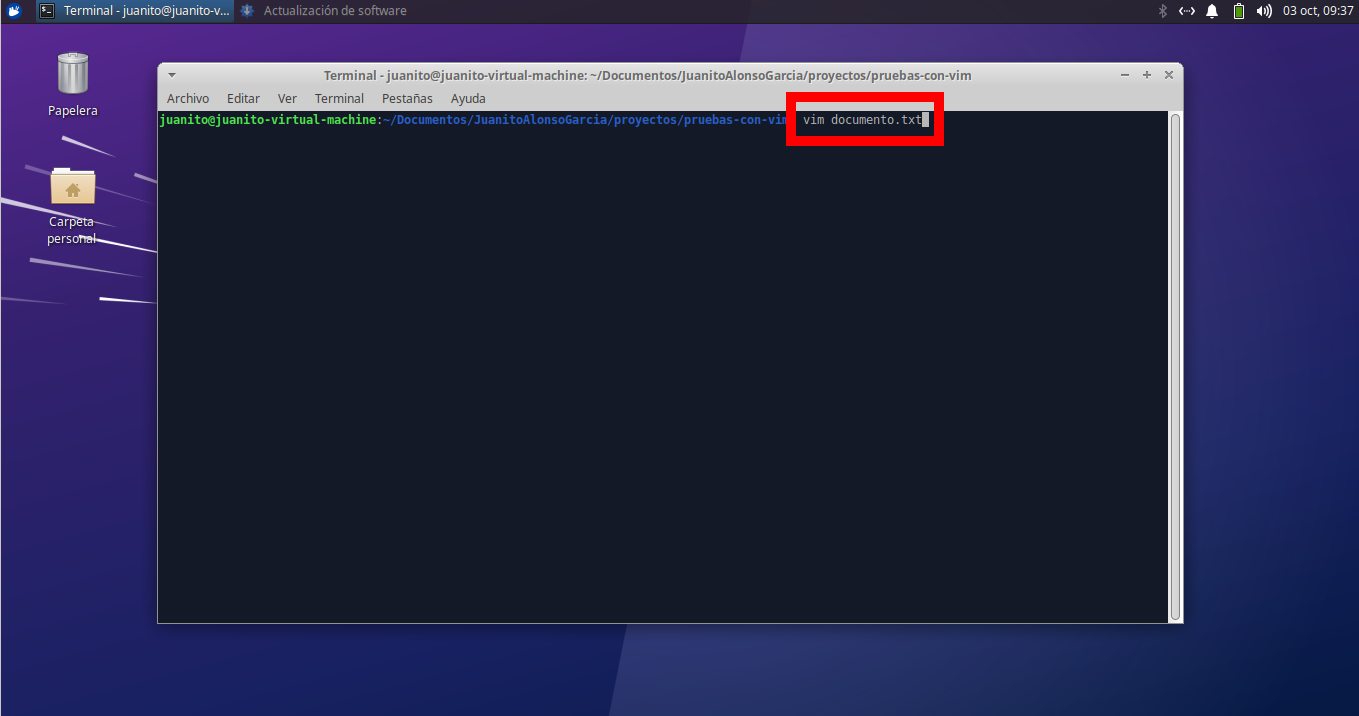 Terminal - juanito@juanito-v... Actualización de software 03 oct, 09:37
Papelera
Carpeta
personal
Terminal - juanito@juanito-virtual-machine: ~/Documentos/JuanitoAlonsoGarcia/proyectos/pruebas-con-vim
Archivo Editar Ver Terminal Pestañas Ayuda
juanito@juanito-virtual-machine:~/Documentos/JuanitoAlonsoGarcia/proyectos/pruebas-con-vim vim documento.txt